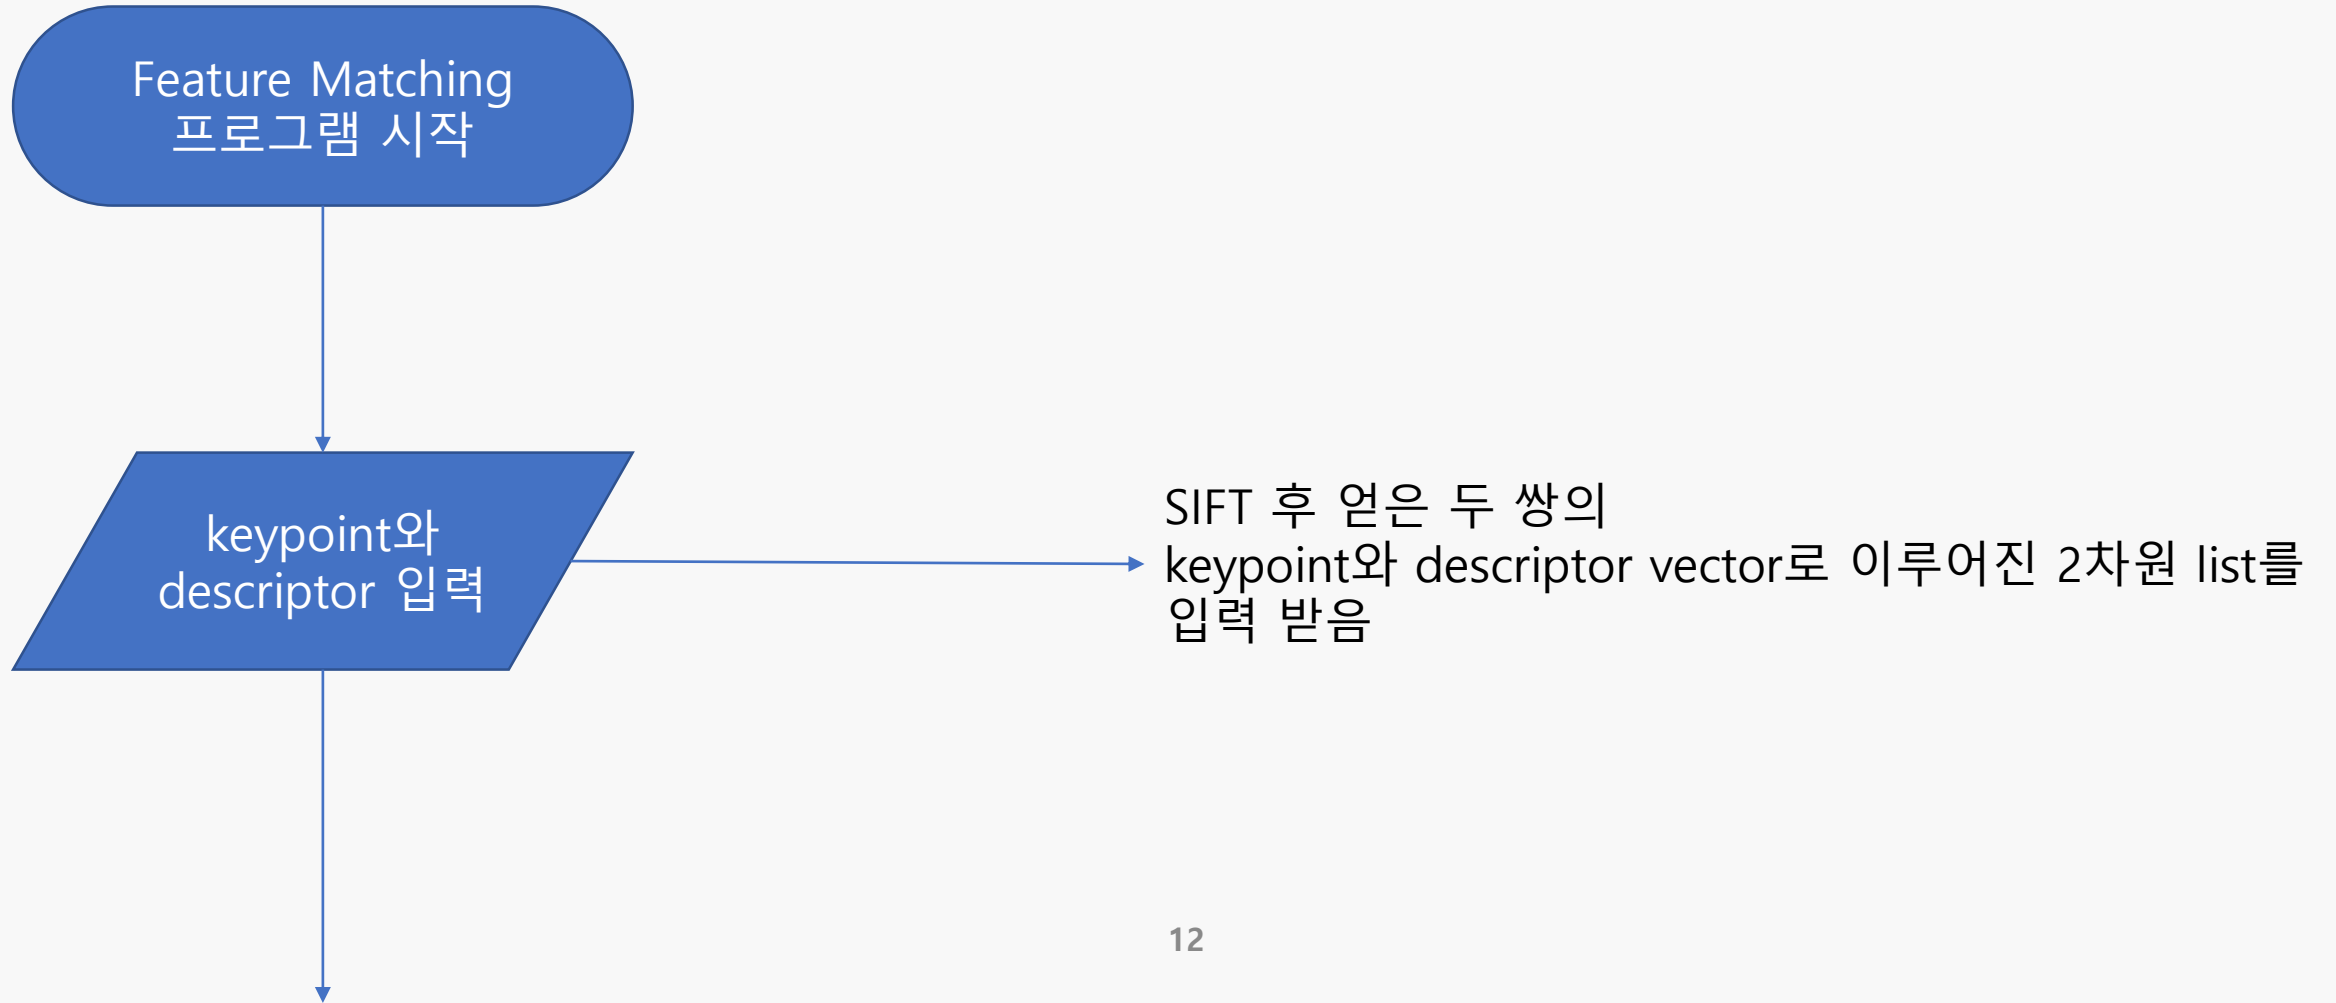 Feature Matching
프로그램 시작
keypoint와
descriptor 입력
SIFT 후 얻은 두 쌍의
keypoint와 descriptor vector로 이루어진 2차원 list를
입력 받음
12